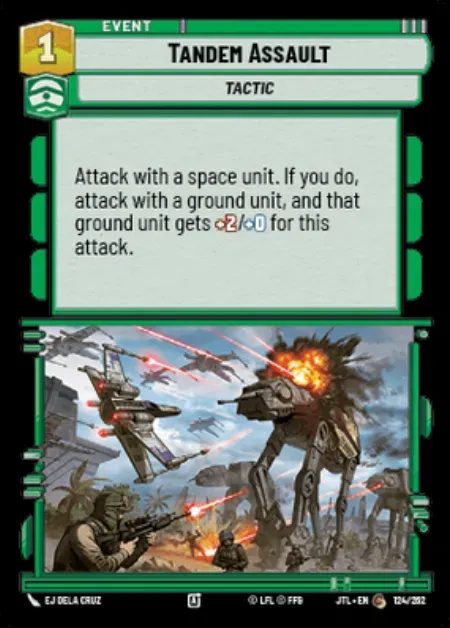 EVENT
1
TANDEM ASSAULT
TACTIC
Attack with a space unit. If you do,
attack with a ground unit, and that
ground unit gets +2/+0 for this
attack.
EJ DELA CRUZ
A
© LFL © FFG
JTL • EN
124/262